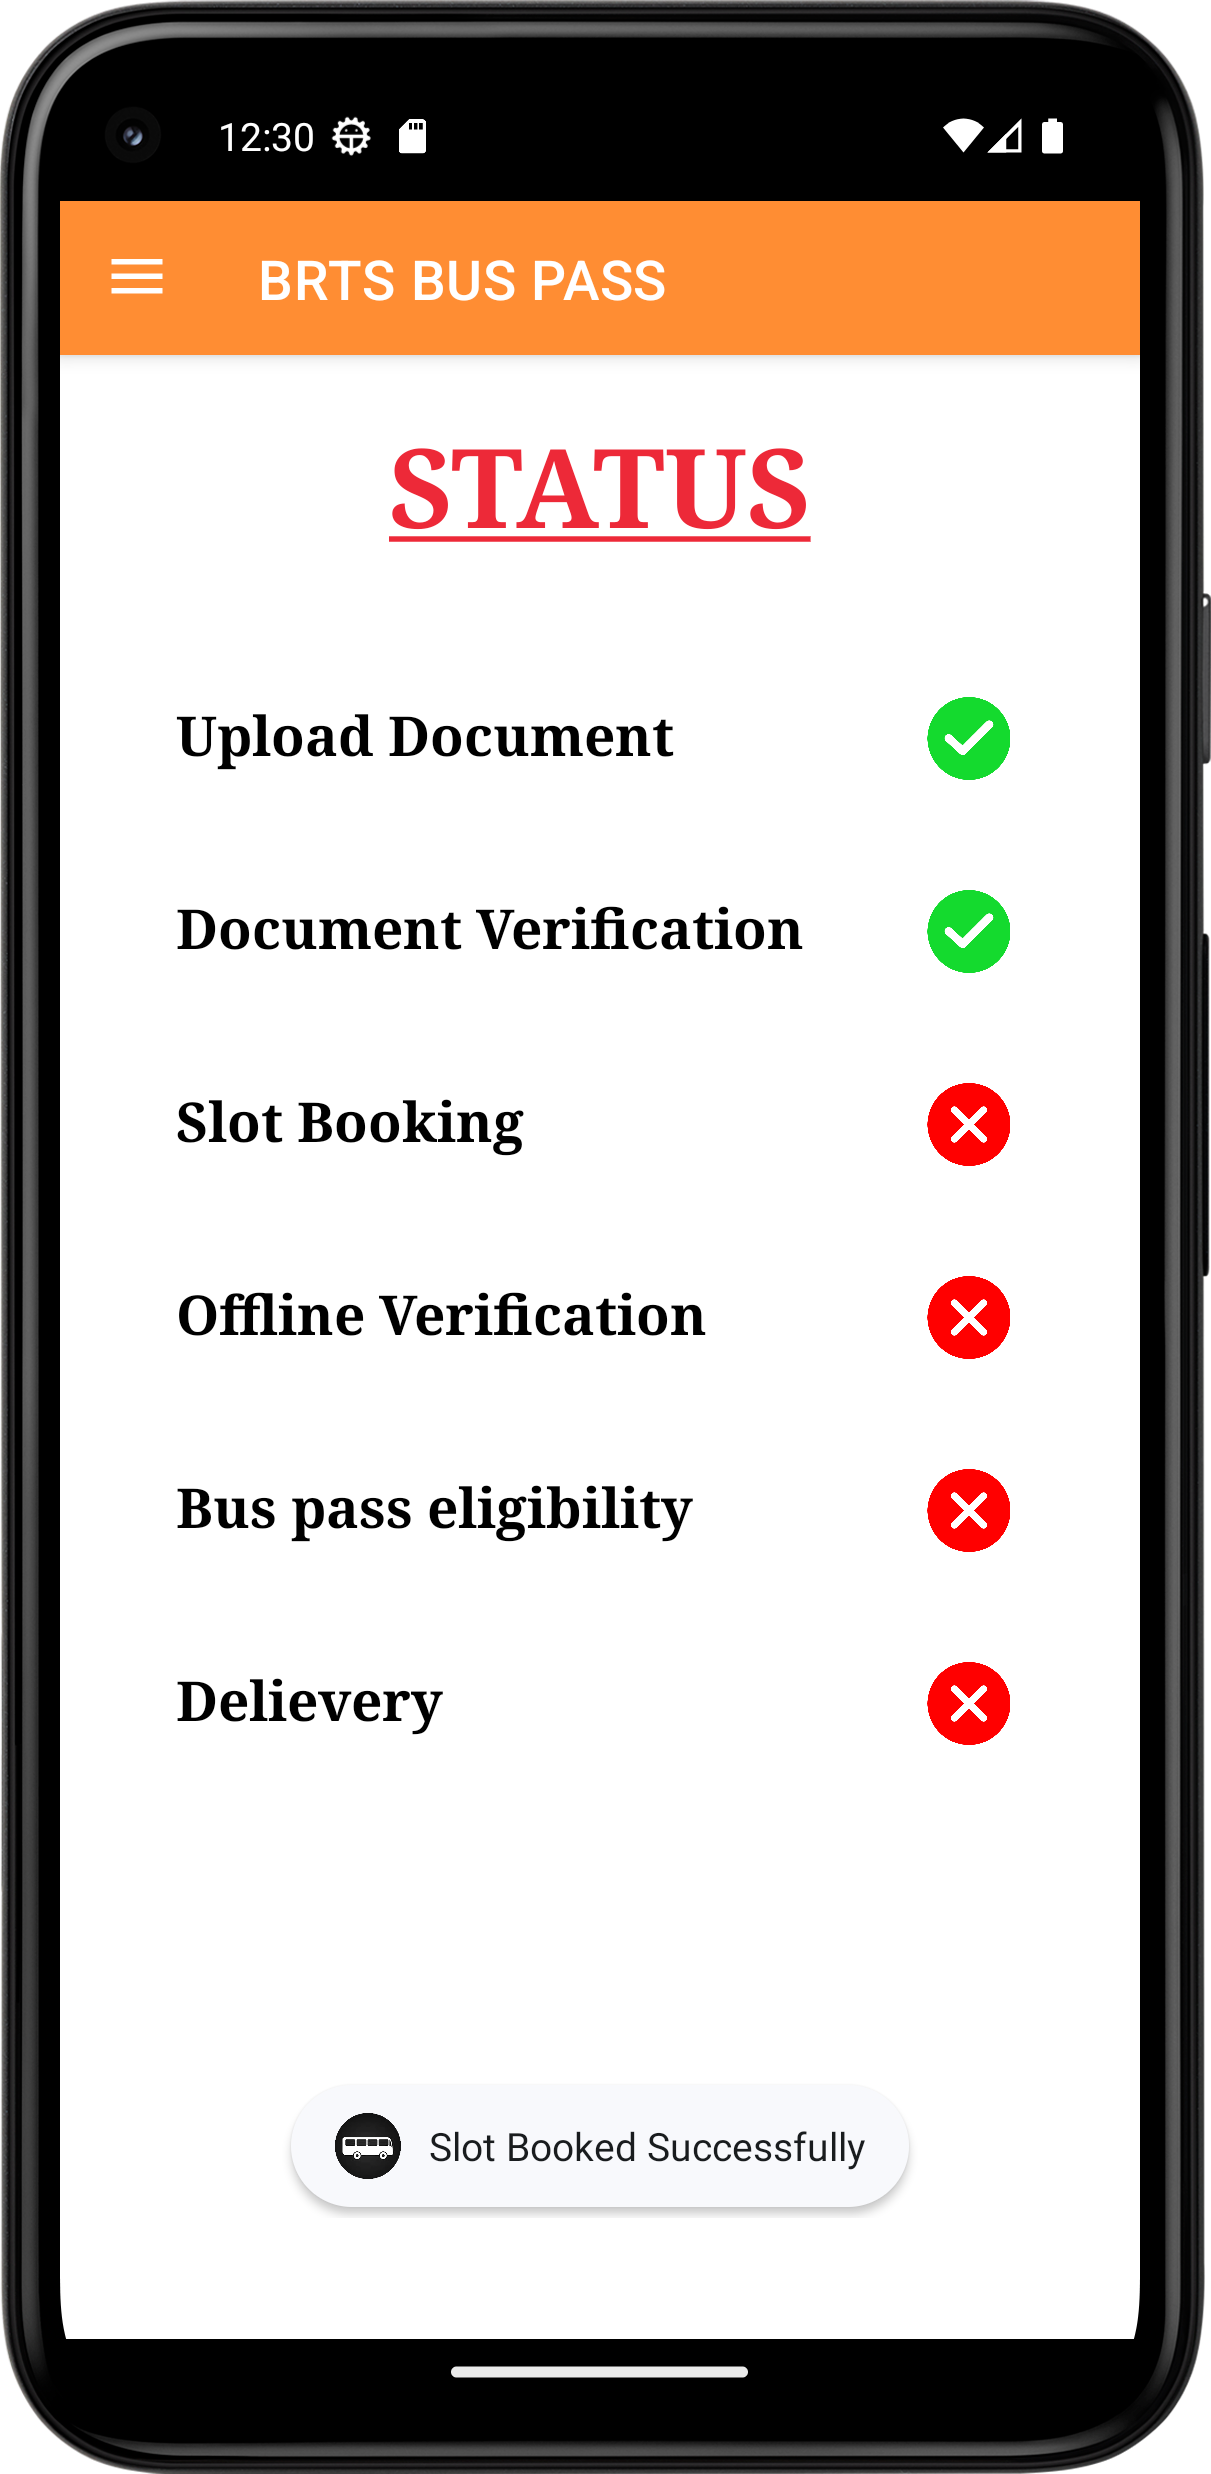 12:30
BRTS BUS PASS
STATUS
Upload Document
Document Verification
Slot Booking
Offline Verification
Bus pass eligibility
Delievery
Slot Booked Successfully